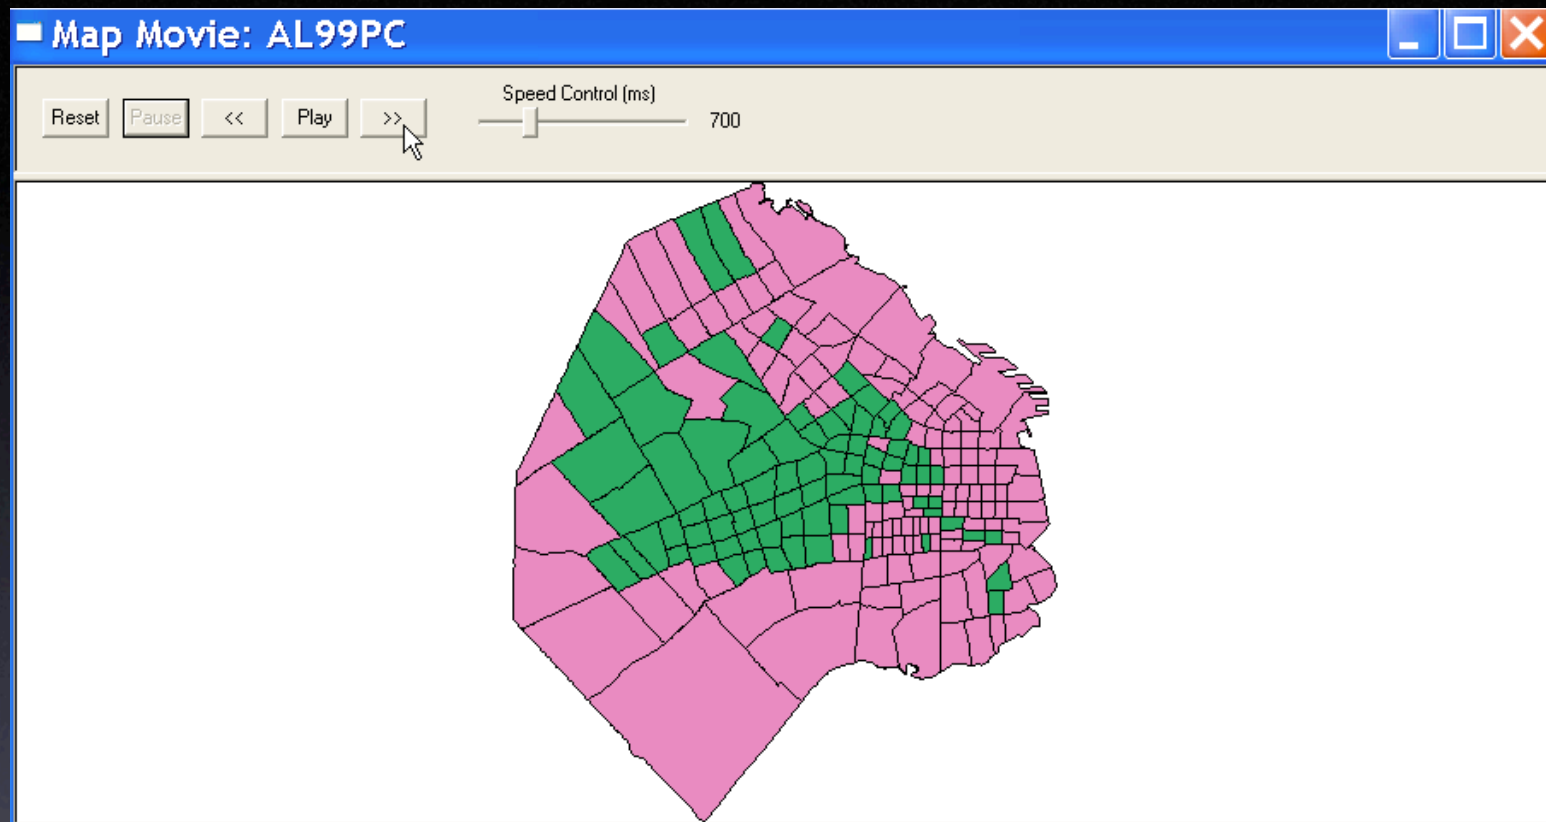 Map Movie: AL99PC
Speed Control (ms)
Reset Pause << Play >> 700